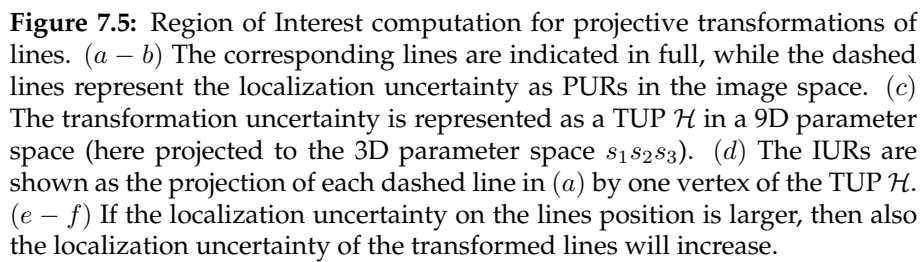 Figure 7.5: Region of Interest computation for projective transformations of
lines. (a − b) The corresponding lines are indicated in full, while the dashed
lines represent the localization uncertainty as PURs in the image space. (c)
The transformation uncertainty is represented as a TUP ℋ in a 9D parameter
space (here projected to the 3D parameter space s₁s₂s₃). (d) The IURs are
shown as the projection of each dashed line in (a) by one vertex of the TUP ℋ.
(e − f) If the localization uncertainty on the lines position is larger, then also
the localization uncertainty of the transformed lines will increase.